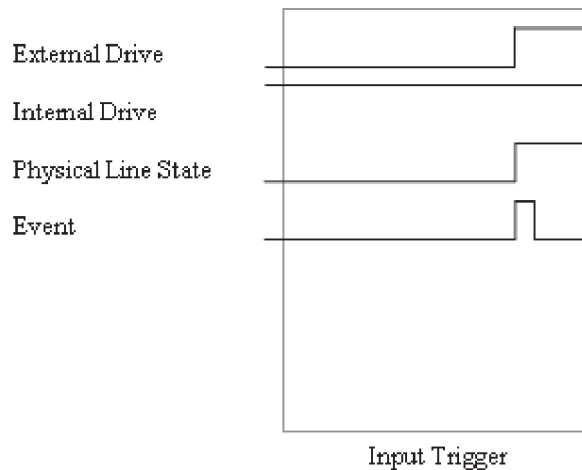 External Drive
Internal Drive
Physical Line State
Event
Input Trigger